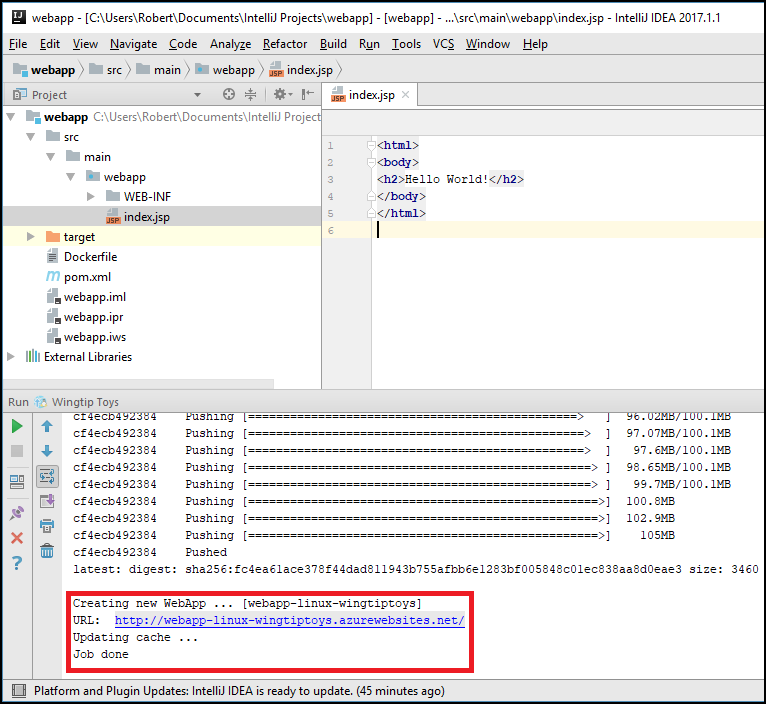 webapp - [C:\Users\Robert\Documents\IntelliJ Projects\webapp] - [webapp] - ...\src\main\webapp\index.jsp - IntelliJ IDEA 2017.1.1
File Edit View Navigate Code Analyze Refactor Build Run Tools VCS Window Help
webapp src main webapp index.jsp
Project
index.jsp
webapp C:\Users\Robert\Documents\IntelliJ Project
src
main
webapp
WEB-INF
index.jsp
target
Dockerfile
pom.xml
webapp.iml
webapp.ipr
webapp.iws
External Libraries
1 <html>
2 <body>
3 <h2>Hello World!</h2>
4 </body>
5 </html>
6
Run Wingtip Toys
cf4ecb492384 Pushing [===============================================> ] 96.02MB/100.1MB
cf4ecb492384 Pushing [================================================> ] 97.07MB/100.1MB
cf4ecb492384 Pushing [================================================> ] 97.6MB/100.1MB
cf4ecb492384 Pushing [=================================================> ] 98.65MB/100.1MB
cf4ecb492384 Pushing [=================================================> ] 99.7MB/100.1MB
cf4ecb492384 Pushing [==================================================>] 100.8MB
cf4ecb492384 Pushing [==================================================>] 102.9MB
cf4ecb492384 Pushing [==================================================>] 105MB
cf4ecb492384 Pushed
latest: digest: sha256:fc4ea6lace378f44dad811943b755afbb6e1283bf005848c01ec838aa8d0eae3 size: 3460
Creating new WebApp ... [webapp-linux-wingtiptoys]
URL: http://webapp-linux-wingtiptoys.azurewebsites.net/
Updating cache ...
Job done
Platform and Plugin Updates: IntelliJ IDEA is ready to update. (45 minutes ago)